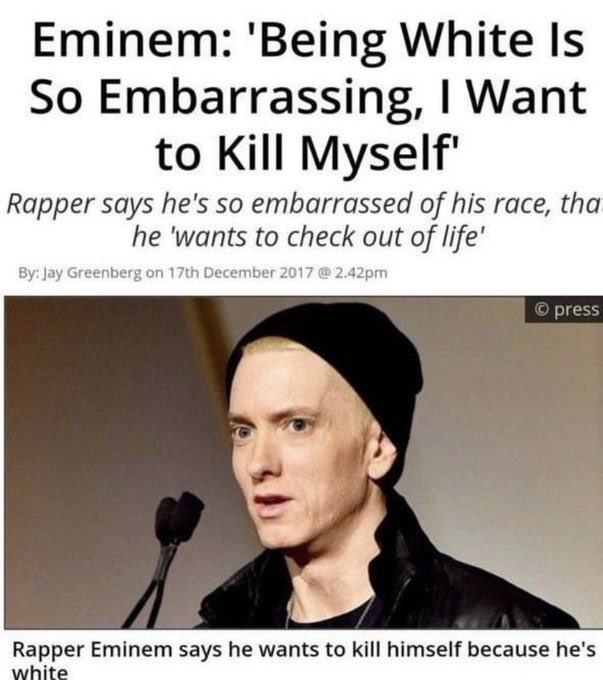 Eminem: 'Being White Is
So Embarrassing, I Want
to Kill Myself'
Rapper says he's so embarrassed of his race, tha
he 'wants to check out of life'
By: Jay Greenberg on 17th December 2017 @ 2.42pm
© press
Rapper Eminem says he wants to kill himself because he's
white